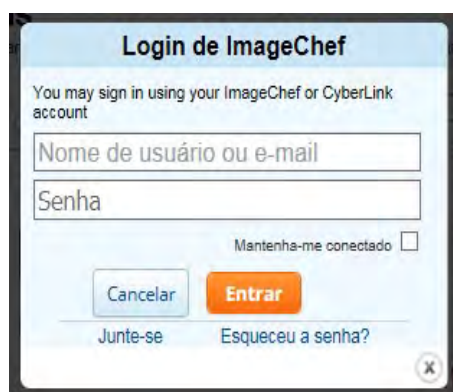 Login de ImageChef
You may sign in using your ImageChef or CyberLink
account
Nome de usuário ou e-mail
Senha
Mantenha-me conectado
Cancelar Entrar
Junte-se Esqueceu a senha?
X